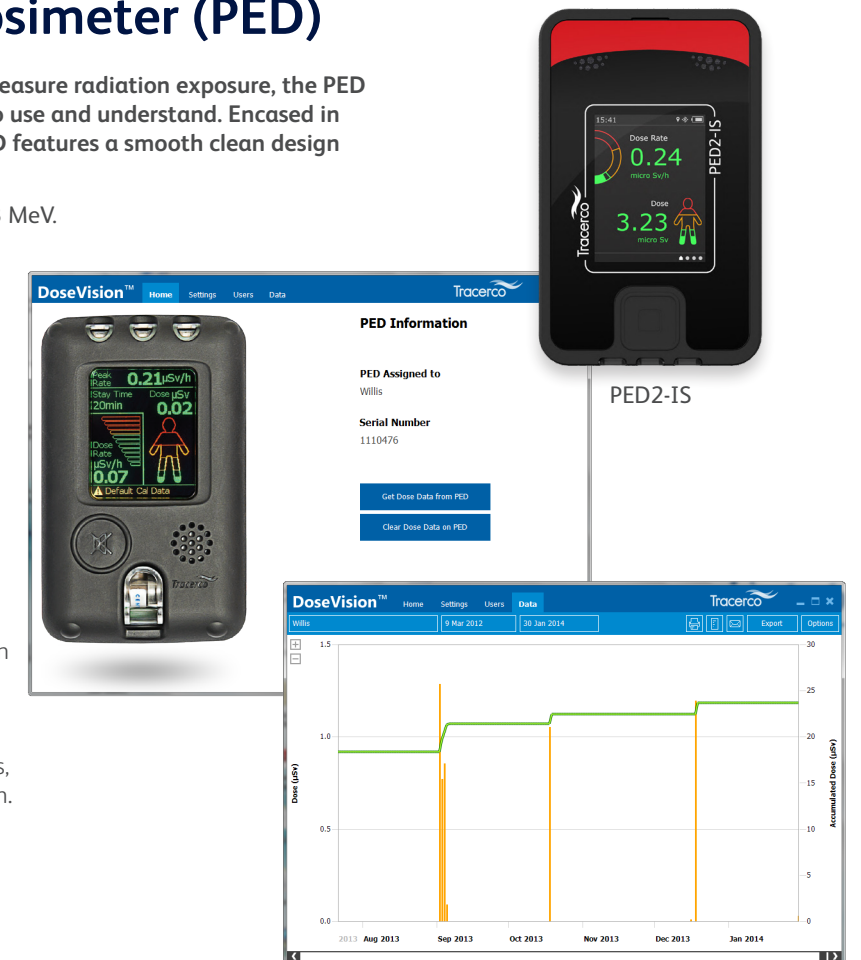 osimeter (PED)
easure radiation exposure, the PED
use and understand. Encased in
D features a smooth clean design
MeV.
15:41
Dose Rate
0.24
micro Sv/h
Dose
3.23
micro Sv
Tracerco
PED2-IS
PED2-IS
DoseVision™ Home Settings Users Data Tracerco
Peak Rate 0.21µSv/h
Stay Time Dose µSv
20min 0.02
Dose
Rate
µSv/h
0.07
Default Cal Data
Tracerco
PED Information
PED Assigned to
Willis
Serial Number
1110476
Get Dose Data from PED
Clear Dose Data on PED
n
s,
n.
DoseVision™ Home Settings Users Data Tracerco
Willis 9 Mar 2012 30 Jan 2014 Export Options
1.5
1.0
0.5
0.0
Dose (µSv)
30
25
20
15
10
5
0
Accumulated Dose (µSv)
2013 Aug 2013 Sep 2013 Oct 2013 Nov 2013 Dec 2013 Jan 2014